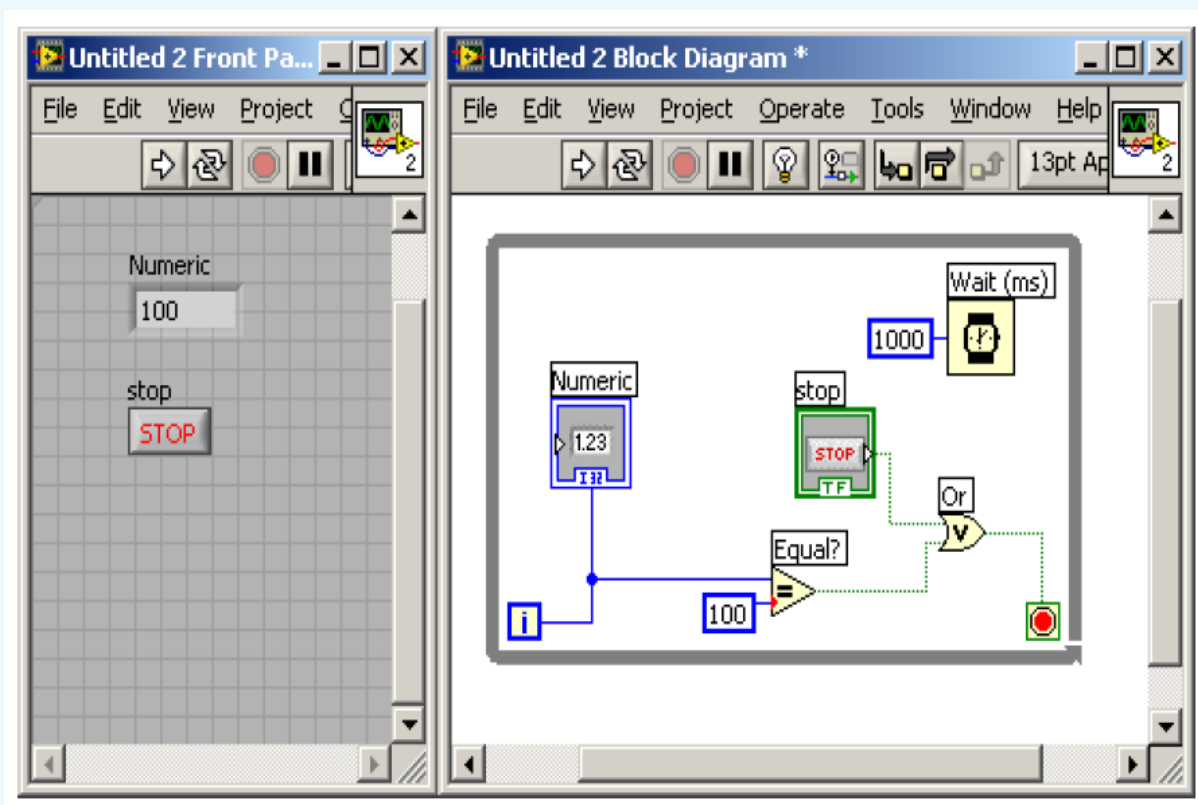 Untitled 2 Front Pa...
File Edit View Project
2
Numeric
100
stop
STOP
Untitled 2 Block Diagram *
File Edit View Project Operate Tools Window Help
13pt Ap
2
Wait (ms)
1000
Numeric
1.23
I32
stop
STOP
TF
Or
V
Equal?
=
100
i